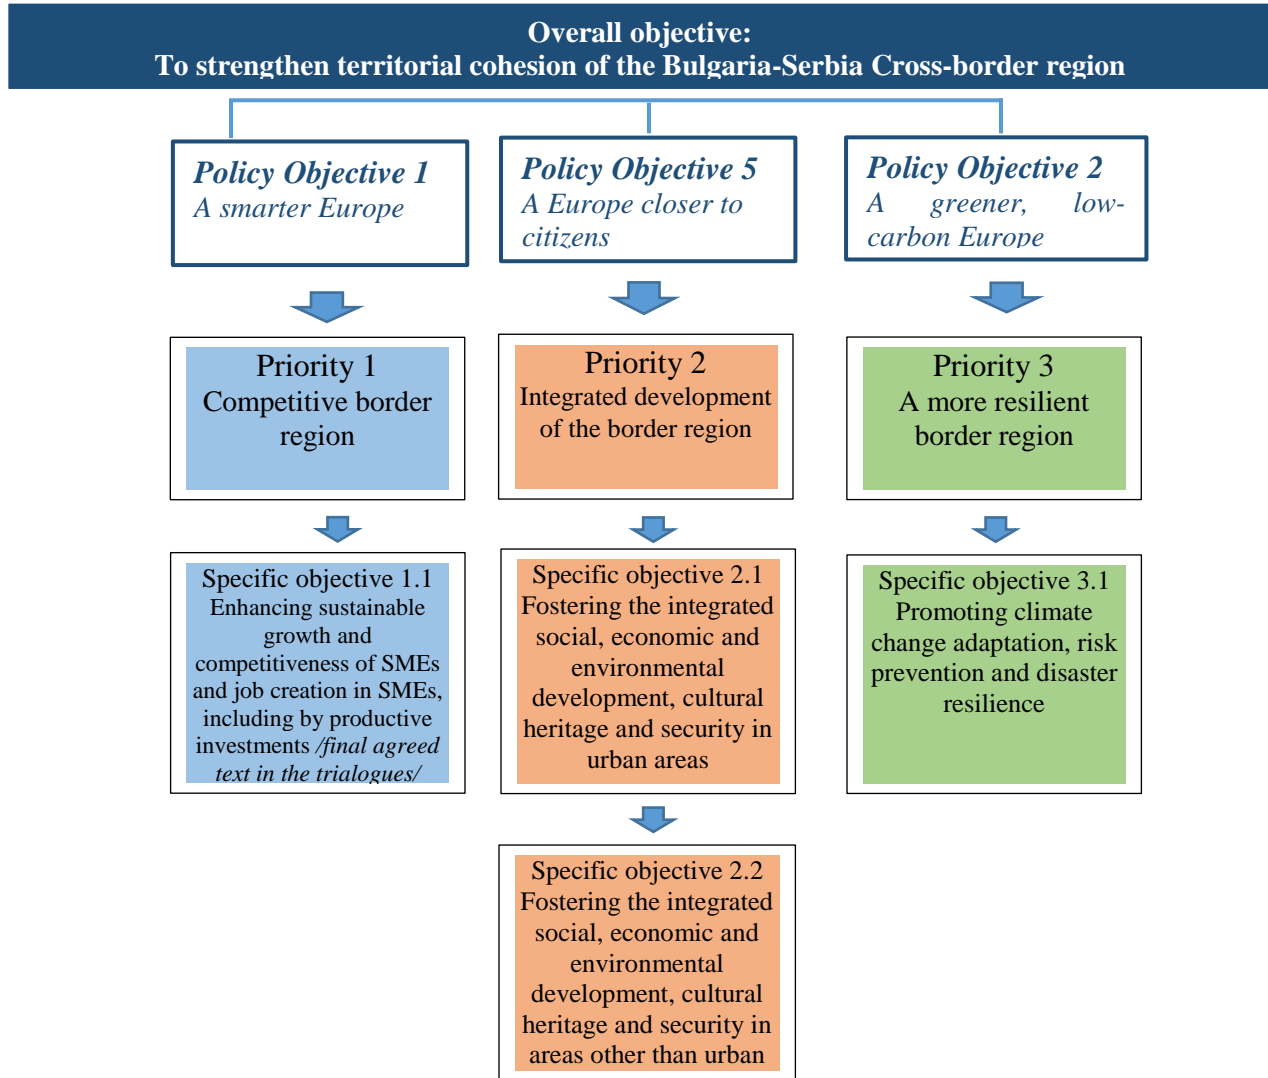 Overall objective:
To strengthen territorial cohesion of the Bulgaria-Serbia Cross-border region
Policy Objective 1
A smarter Europe
Policy Objective 5
A Europe closer to
citizens
Policy Objective 2
A greener, low-
carbon Europe
Priority 1
Competitive border
region
Priority 2
Integrated development
of the border region
Priority 3
A more resilient
border region
Specific objective 1.1
Enhancing sustainable
growth and
competitiveness of SMEs
and job creation in SMEs,
including by productive
investments /final agreed
text in the trialogues/
Specific objective 2.1
Fostering the integrated
social, economic and
environmental
development, cultural
heritage and security in
urban areas
Specific objective 3.1
Promoting climate
change adaptation, risk
prevention and disaster
resilience
Specific objective 2.2
Fostering the integrated
social, economic and
environmental
development, cultural
heritage and security in
areas other than urban